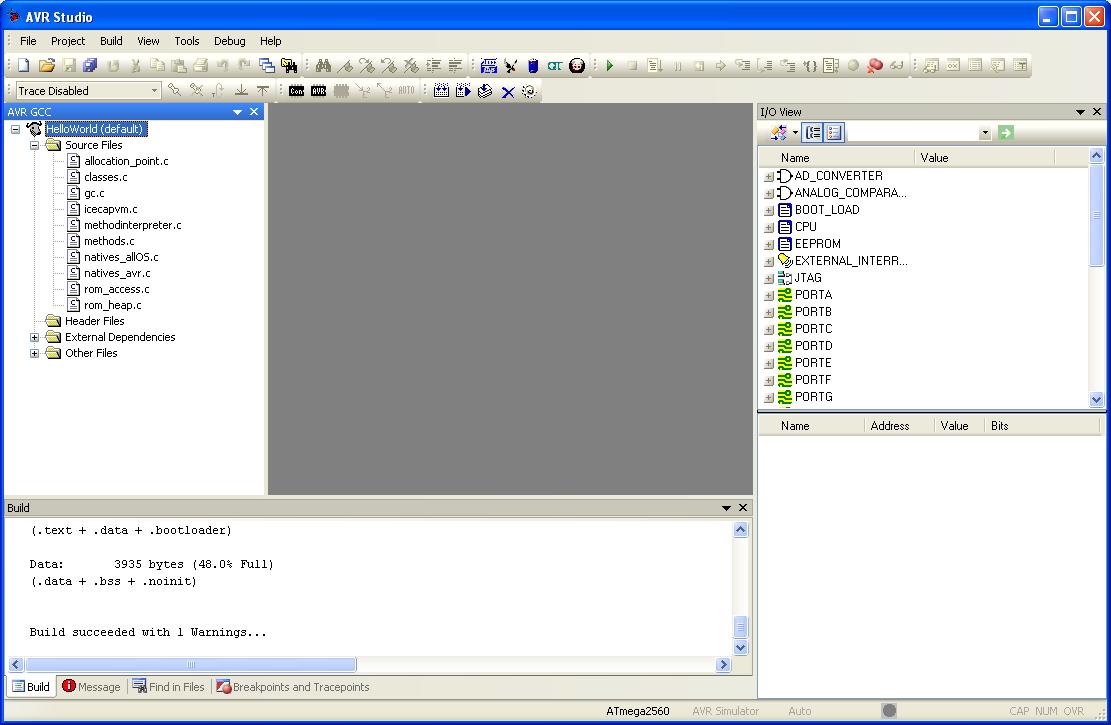 AVR Studio
File Project Build View Tools Debug Help
Trace Disabled
Con AVR AUTO
AVR GCC
HelloWorld (default)
Source Files
allocation_point.c
classes.c
gc.c
icecapvm.c
methodinterpreter.c
methods.c
natives_allOS.c
natives_avr.c
rom_access.c
rom_heap.c
Header Files
External Dependencies
Other Files
I/O View
Name Value
AD_CONVERTER
ANALOG_COMPARA...
BOOT_LOAD
CPU
EEPROM
EXTERNAL_INTERR...
JTAG
PORTA
PORTB
PORTC
PORTD
PORTE
PORTF
PORTG
Name Address Value Bits
Build
(.text + .data + .bootloader)
Data: 3935 bytes (48.0% Full)
(.data + .bss + .noinit)
Build succeeded with 1 Warnings...
Build Message Find in Files Breakpoints and Tracepoints
ATmega2560 AVR Simulator Auto CAP NUM OVR